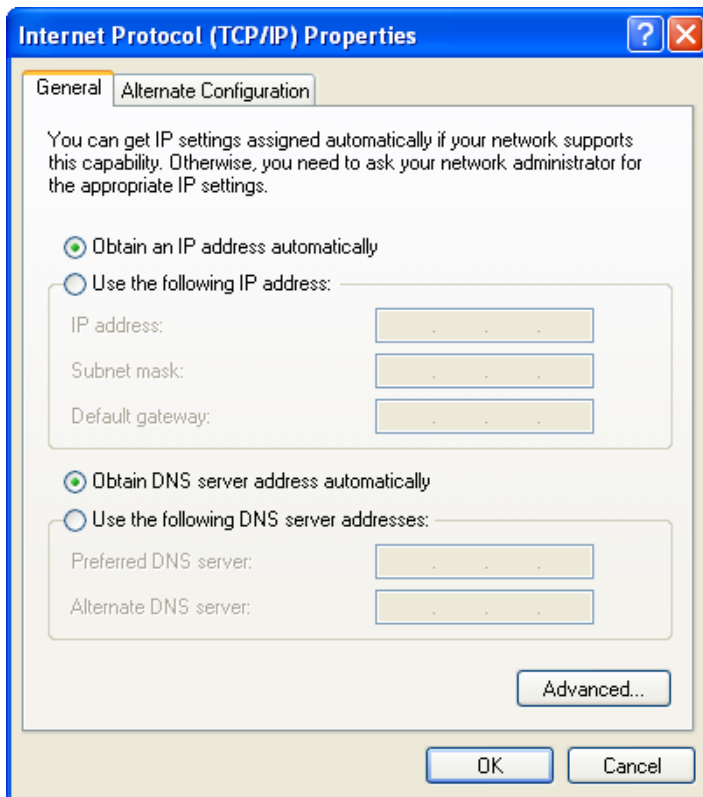 Internet Protocol (TCP/IP) Properties
General
Alternate Configuration
You can get IP settings assigned automatically if your network supports
this capability. Otherwise, you need to ask your network administrator for
the appropriate IP settings.
Obtain an IP address automatically
Use the following IP address:
IP address:
Subnet mask:
Default gateway:
Obtain DNS server address automatically
Use the following DNS server addresses:
Preferred DNS server:
Alternate DNS server:
Advanced...
OK
Cancel